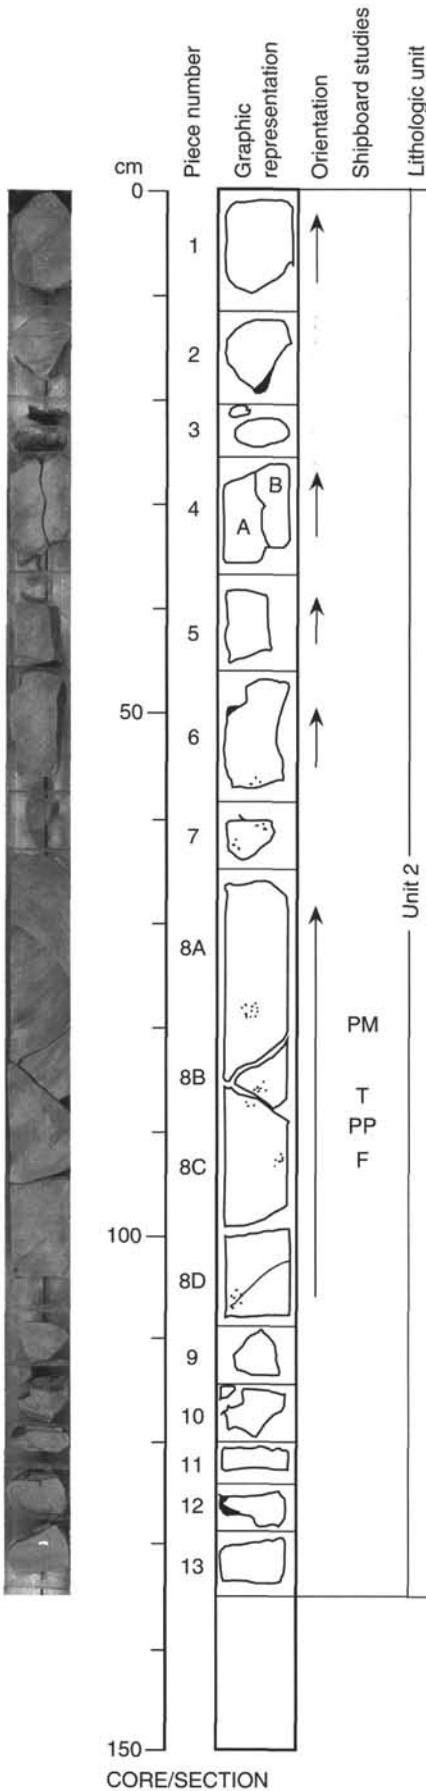 cm
Piece number
Graphic
representation
Orientation
Shipboard studies
Lithologic unit
0
1
2
3
4
A
B
5
50
6
7
Unit 2
8A
PM
8B
T
PP
8C
F
100
8D
9
10
11
12
13
150
CORE/SECTION